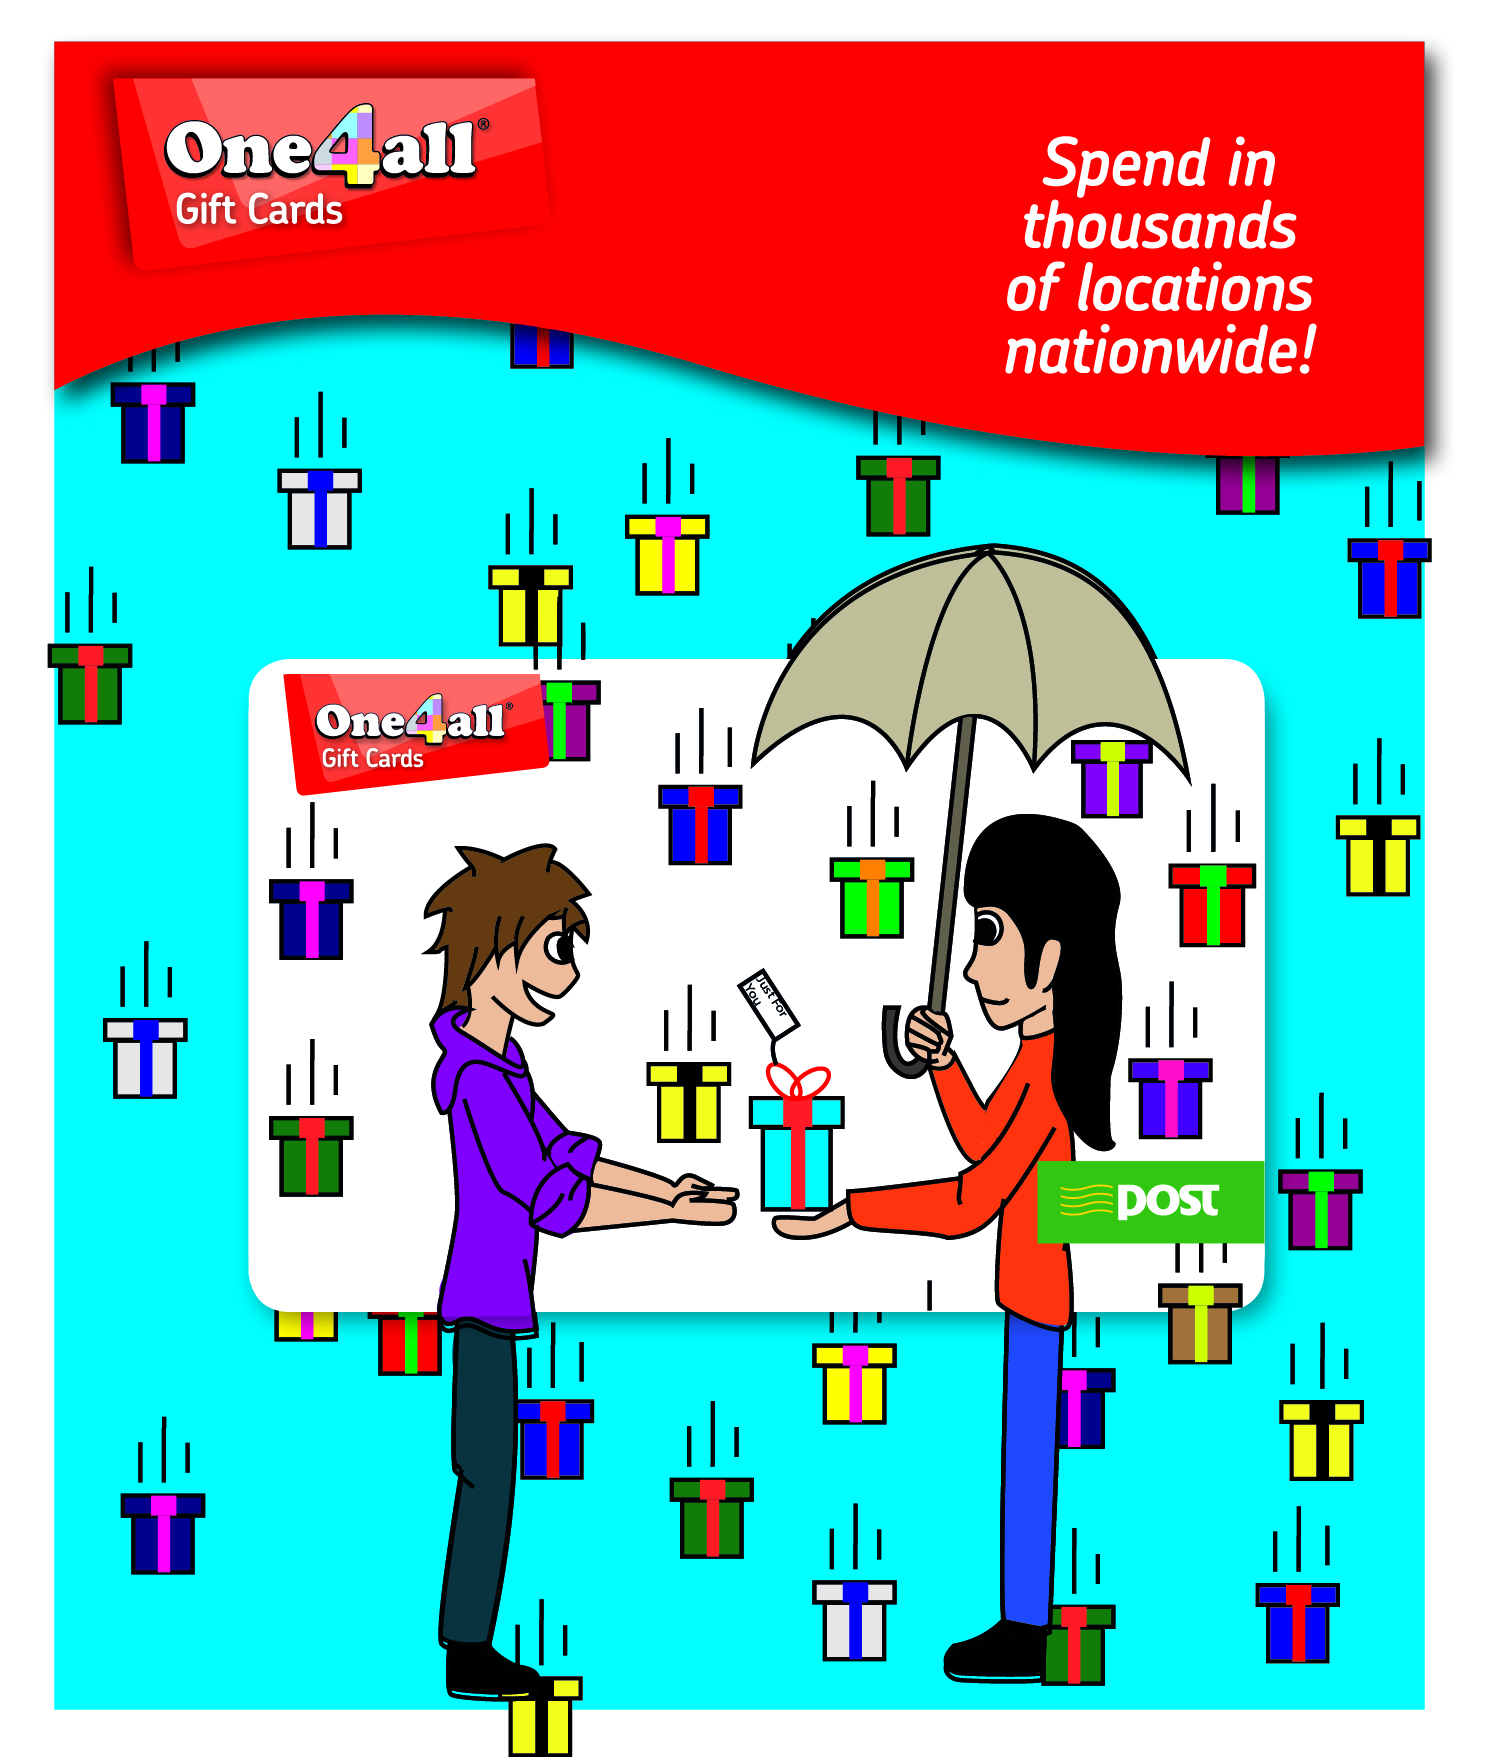 One4all®
Gift Cards
Spend in
thousands
of locations
nationwide!
One4all®
Gift Cards
Just For
You
post